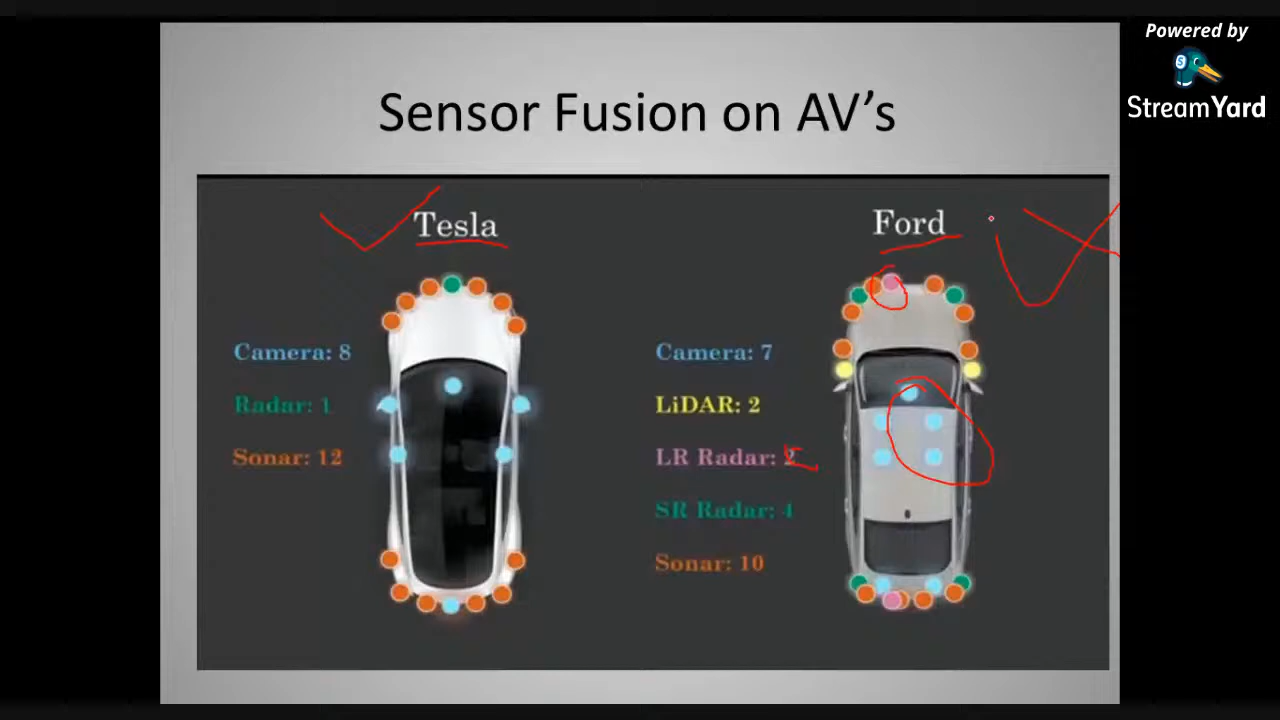 Powered by
StreamYard
Sensor Fusion on AV's
Tesla
Camera: 8
Radar: 1
Sonar: 12
Ford
Camera: 7
LiDAR: 2
LR Radar: 2
SR Radar: 4
Sonar: 10